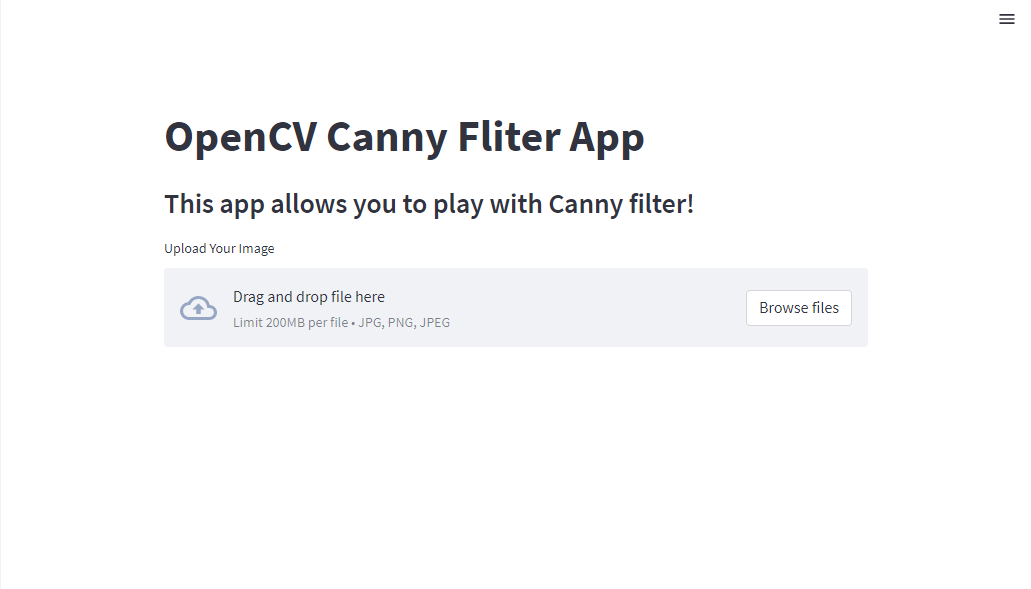 OpenCV Canny Fliter App
This app allows you to play with Canny filter!
Upload Your Image
Drag and drop file here
Limit 200MB per file • JPG, PNG, JPEG
Browse files